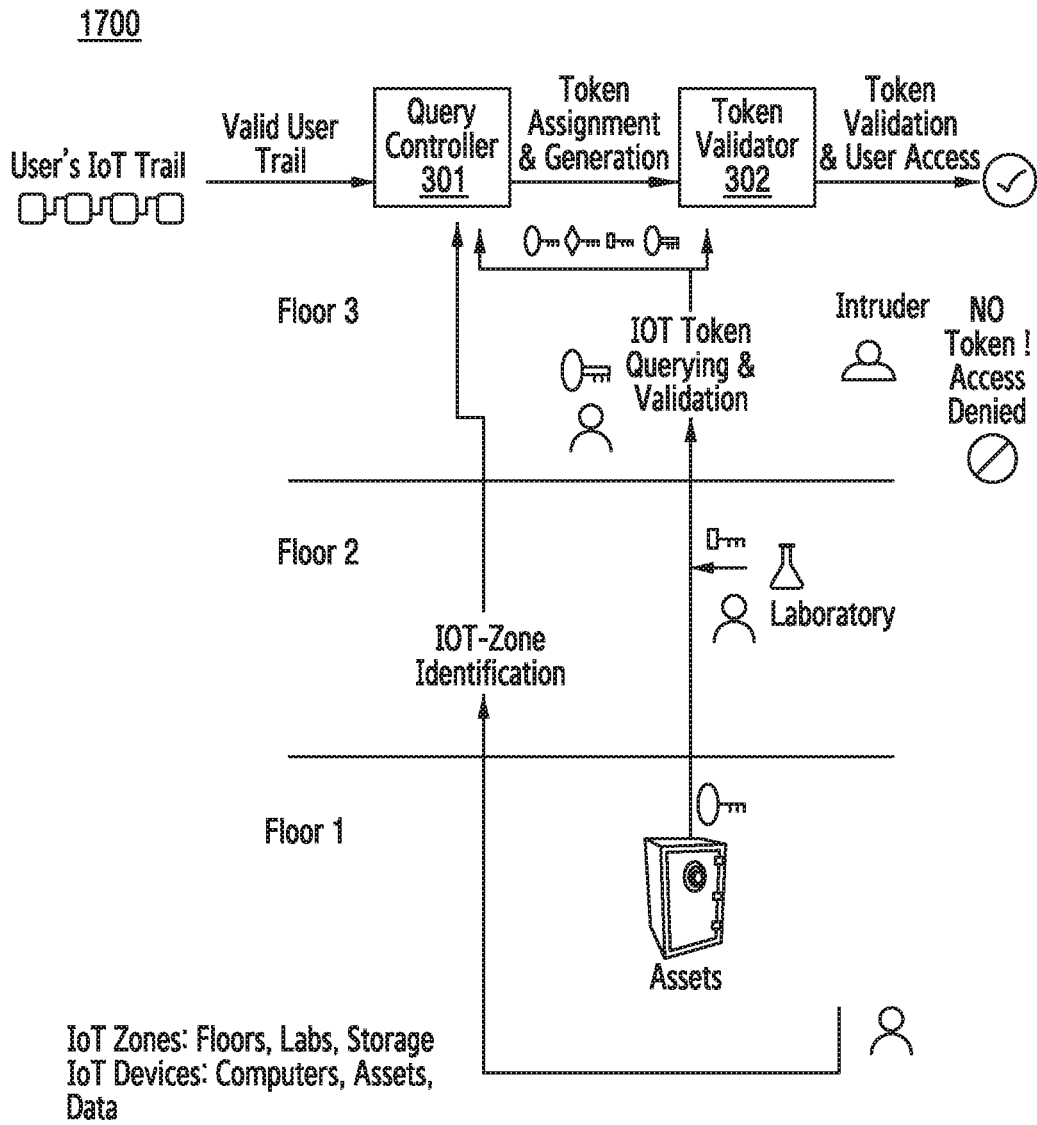 1700
User's IoT Trail
Valid User
Trail
Query
Controller
301
Token
Assignment
& Generation
Token
Validator
302
Token
Validation
& User Access
Floor 3
IOT Token
Querying &
Validation
Intruder
NO
Token !
Access
Denied
Floor 2
Laboratory
IOT-Zone
Identification
Floor 1
Assets
IoT Zones: Floors, Labs, Storage
IoT Devices: Computers, Assets,
Data